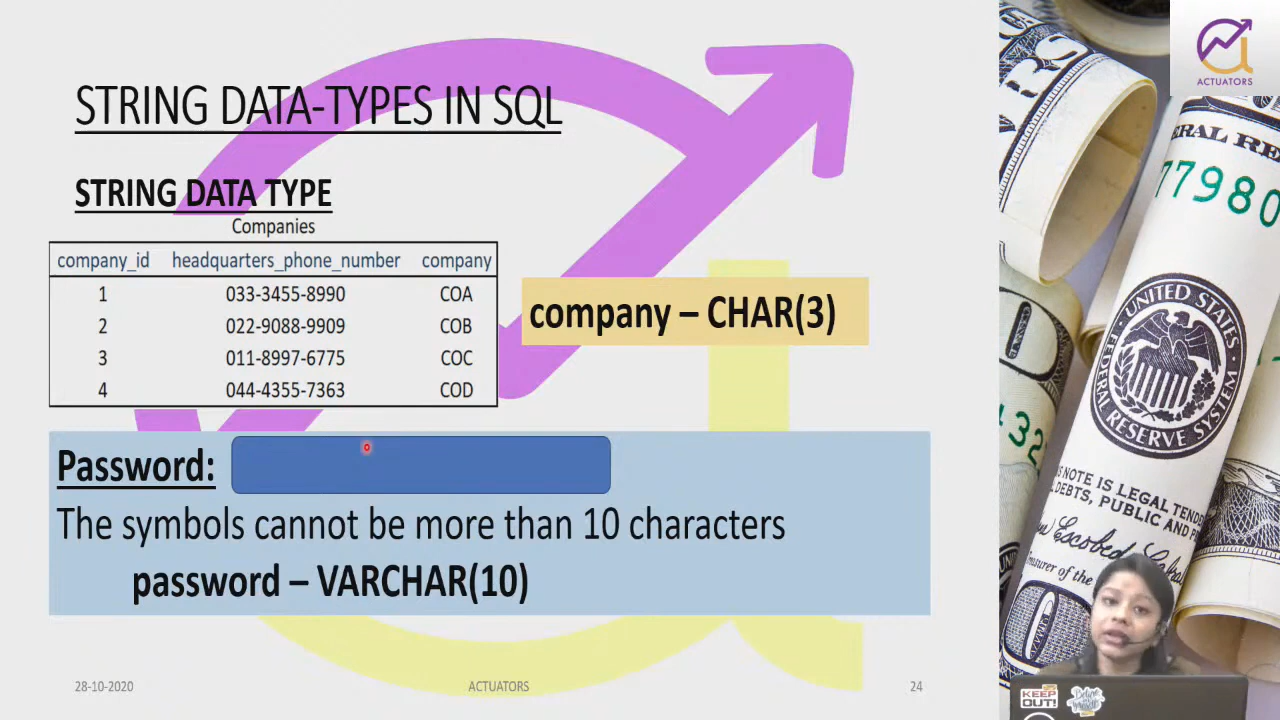 STRING DATA-TYPES IN SQL
STRING DATA TYPE
Companies
company_id headquarters_phone_number company
1 033-3455-8990 COA
2 022-9088-9909 COB
3 011-8997-6775 COC
4 044-4355-7363 COD
company – CHAR(3)
Password:
The symbols cannot be more than 10 characters
password – VARCHAR(10)
28-10-2020 ACTUATORS 24
ACTUATORS
77980
UNITED STATES
FEDERAL RESERVE SYSTEM
NOTE IS LEGAL TENDER
DEBTS, PUBLIC AND
of the
KEEP
OUT!